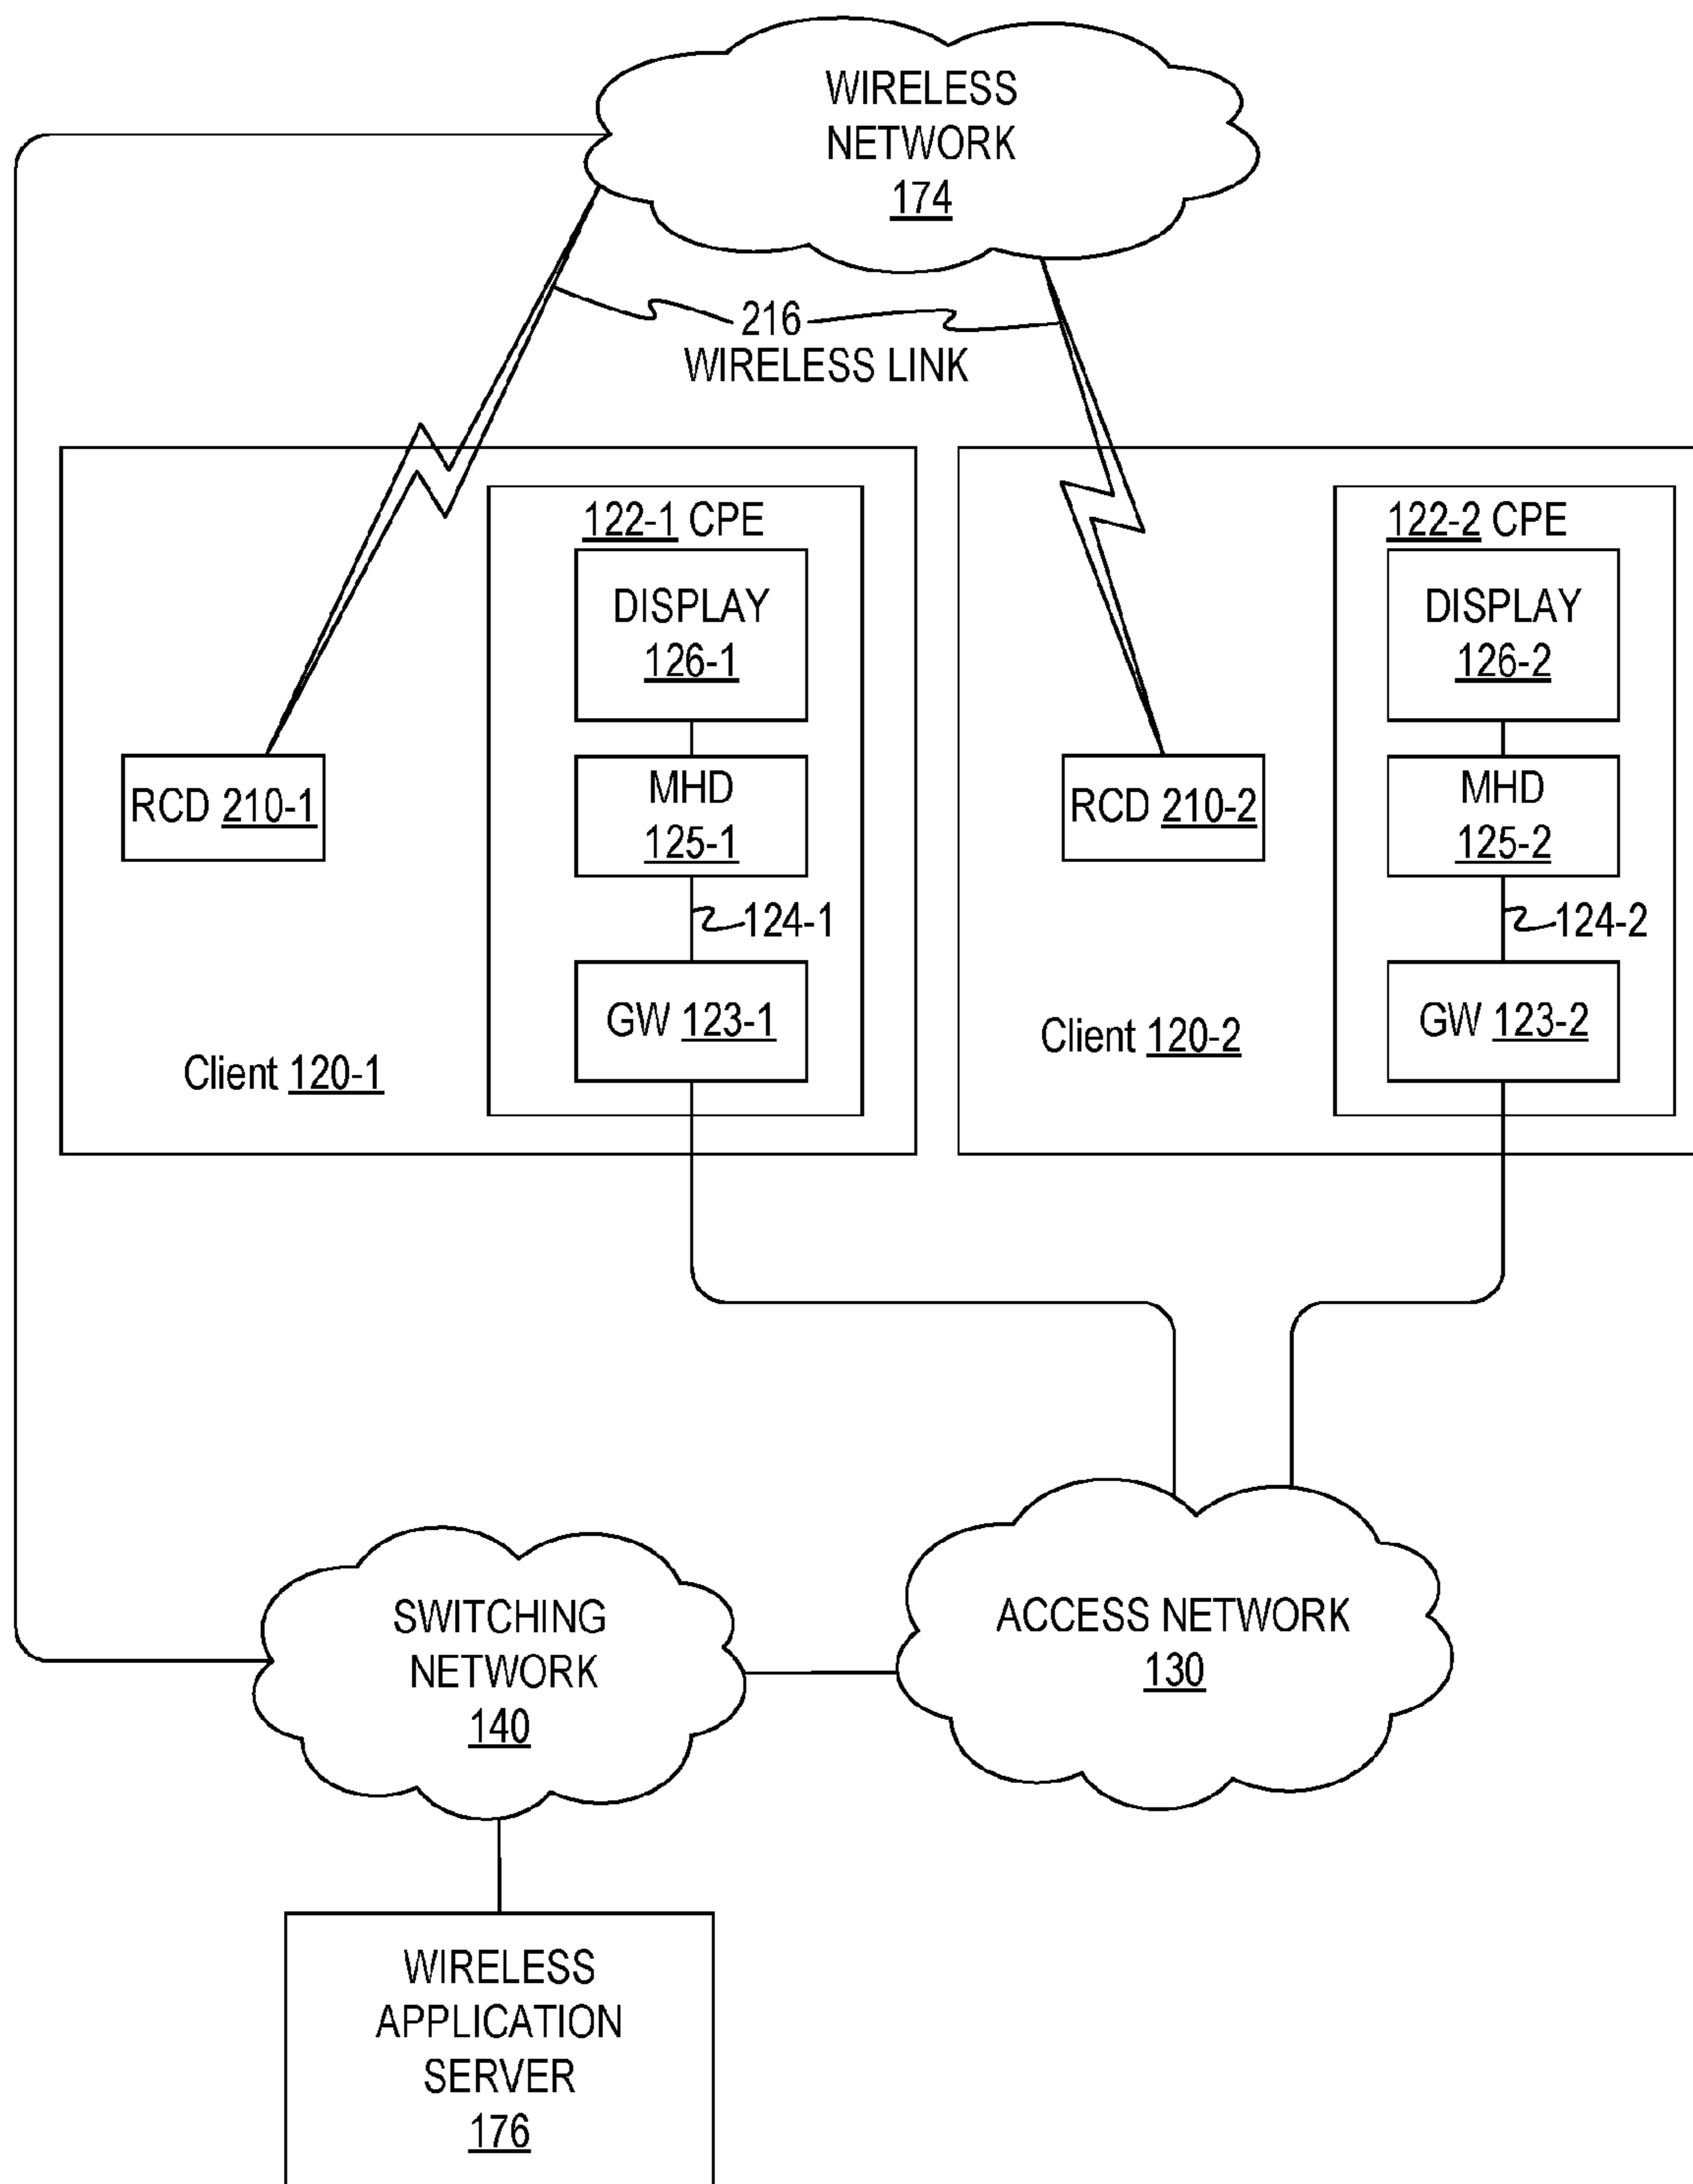 WIRELESS
NETWORK
174
216
WIRELESS LINK
122-1 CPE
DISPLAY
126-1
MHD
125-1
124-1
GW 123-1
RCD 210-1
Client 120-1
122-2 CPE
DISPLAY
126-2
MHD
125-2
124-2
GW 123-2
RCD 210-2
Client 120-2
SWITCHING
NETWORK
140
ACCESS NETWORK
130
WIRELESS
APPLICATION
SERVER
176